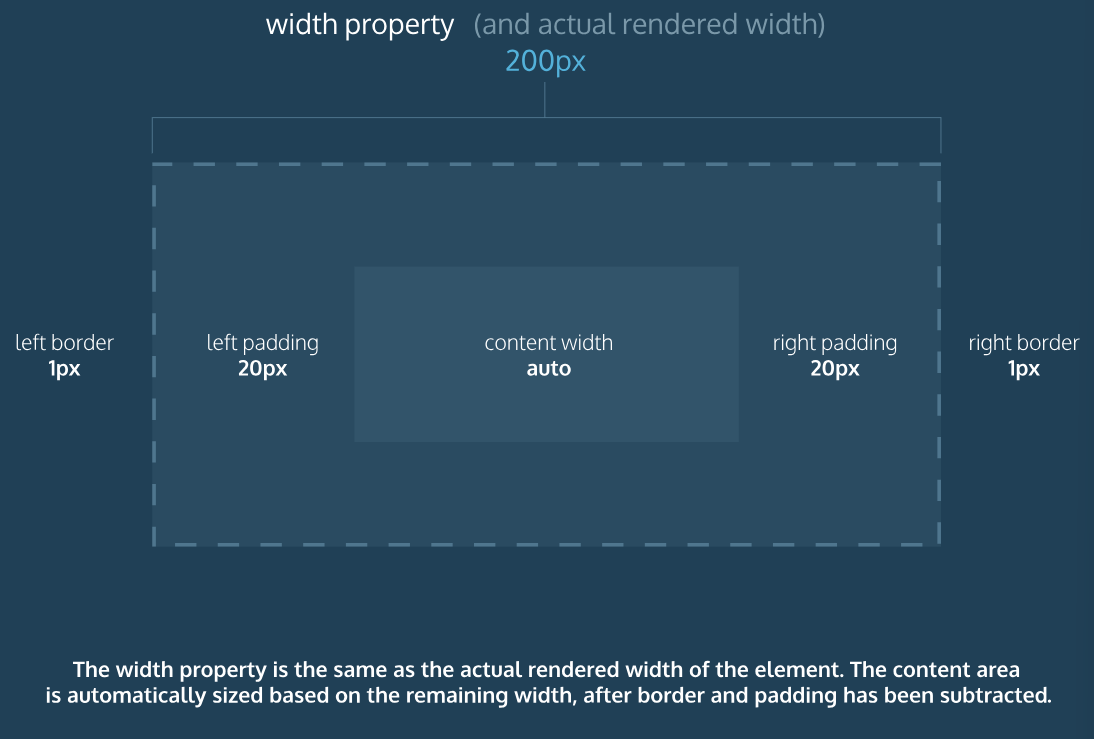 width property (and actual rendered width)
200px
left border
1px
left padding
20px
content width
auto
right padding
20px
right border
1px
The width property is the same as the actual rendered width of the element. The content area
is automatically sized based on the remaining width, after border and padding has been subtracted.